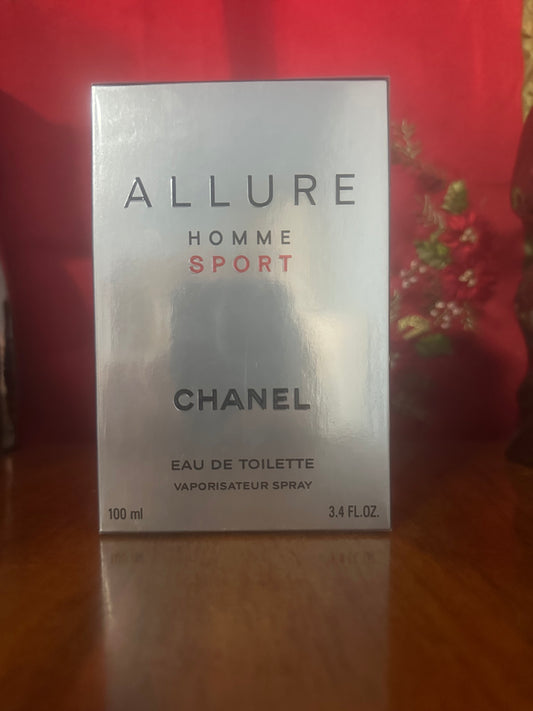 ALLURE
HOMME
SPORT
CHANEL
EAU DE TOILETTE
VAPORISATEUR SPRAY
100 ml 3.4 FL.OZ.